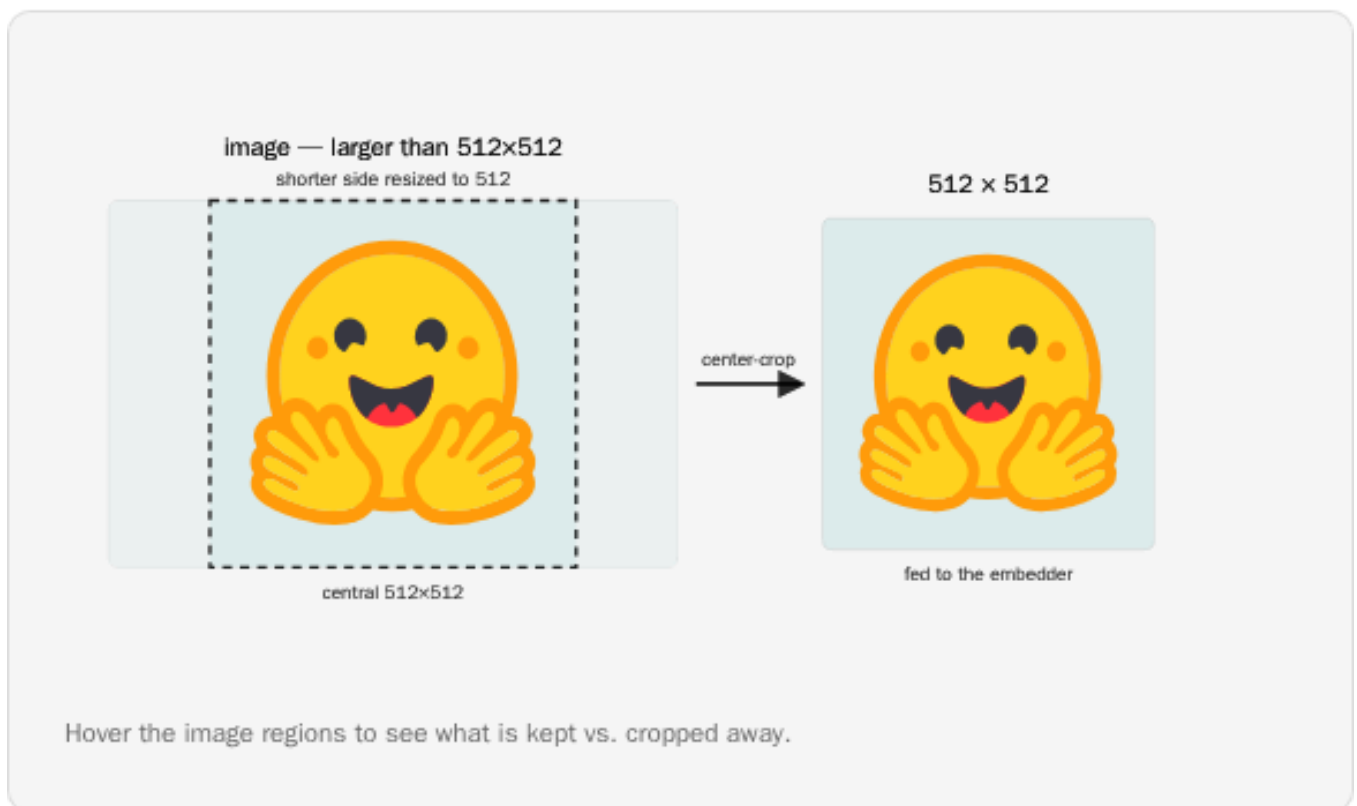 image — larger than 512×512
shorter side resized to 512
512 × 512
center-crop
fed to the embedder
central 512×512
Hover the image regions to see what is kept vs. cropped away.